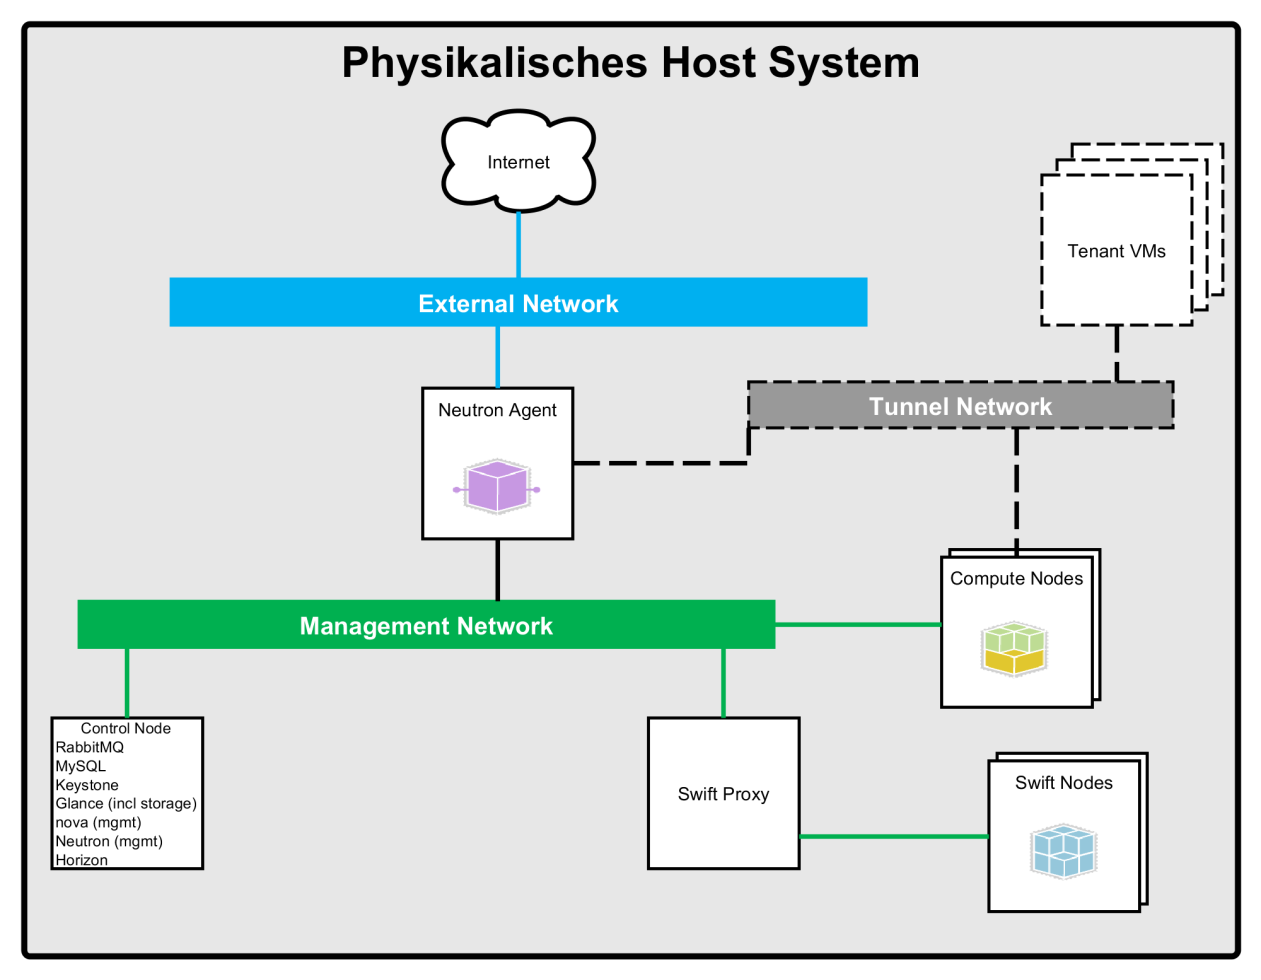 Physikalisches Host System
Internet
Tenant VMs
External Network
Tunnel Network
Neutron Agent
Compute Nodes
Management Network
Control Node
RabbitMQ
MySQL
Keystone
Glance (incl storage)
nova (mgmt)
Neutron (mgmt)
Horizon
Swift Proxy
Swift Nodes